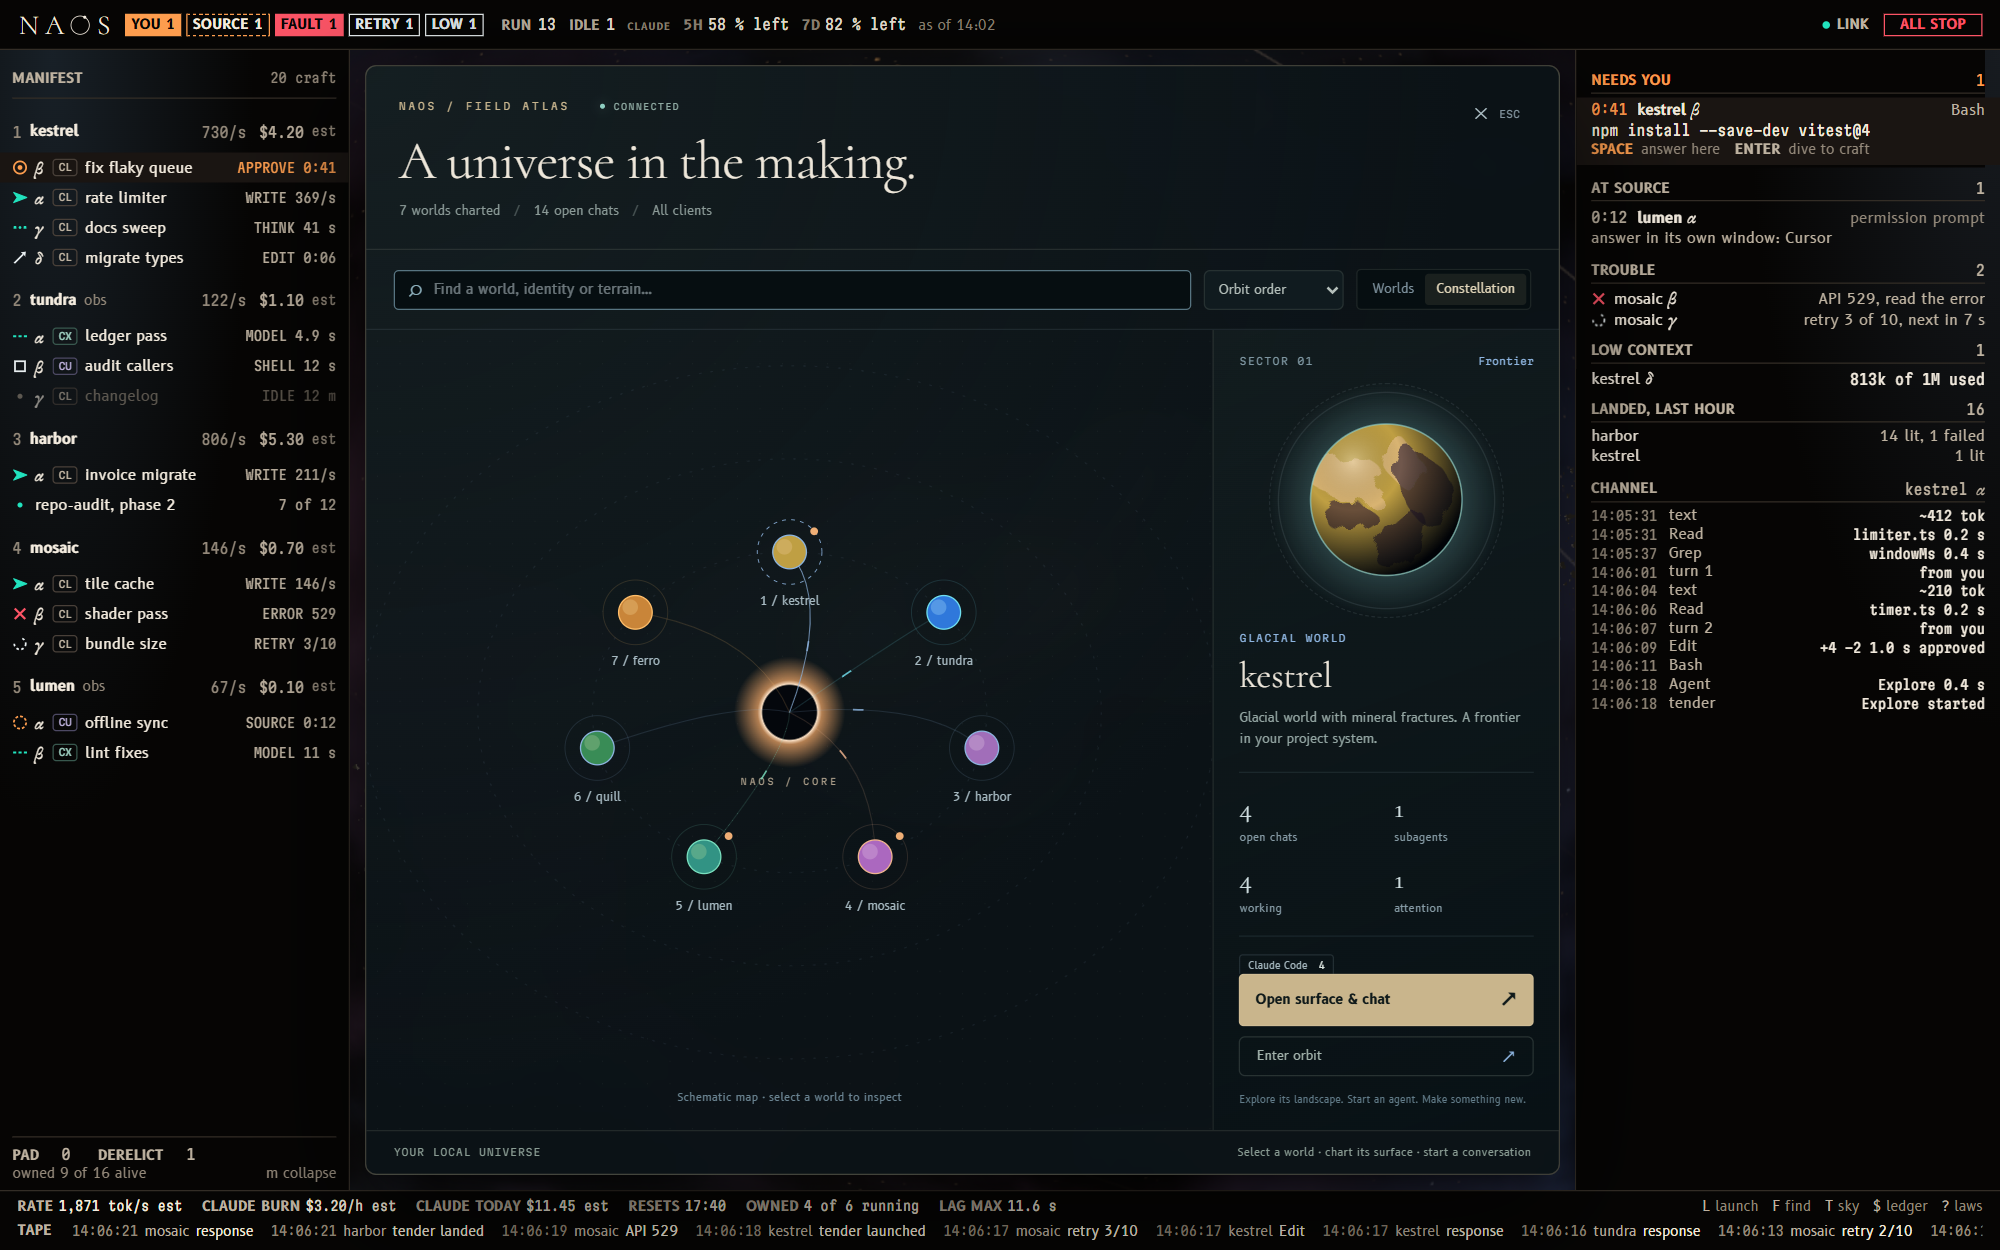 NAOS YOU 1 SOURCE 1 FAULT 1 RETRY 1 LOW 1 RUN 13 IDLE 1 CLAUDE 5H 58 % left 7D 82 % left as of 14:02 LINK ALL STOP
MANIFEST 20 craft
1 kestrel 730/s $4.20 est
β CL fix flaky queue APPROVE 0:41
α CL rate limiter WRITE 369/s
γ CL docs sweep THINK 41 s
δ CL migrate types EDIT 0:06
2 tundra obs 122/s $1.10 est
α CX ledger pass MODEL 4.9 s
β CU audit callers SHELL 12 s
γ CL changelog IDLE 12 m
3 harbor 806/s $5.30 est
α CL invoice migrate WRITE 211/s
repo-audit, phase 2 7 of 12
4 mosaic 146/s $0.70 est
α CL tile cache WRITE 146/s
β CL shader pass ERROR 529
γ CL bundle size RETRY 3/10
5 lumen obs 67/s $0.10 est
α CU offline sync SOURCE 0:12
β CX lint fixes MODEL 11 s
PAD 0 DERELICT 1
owned 9 of 16 alive m collapse
NAOS / FIELD ATLAS CONNECTED
ESC
A universe in the making.
7 worlds charted / 14 open chats / All clients
Find a world, identity or terrain... Orbit order Worlds Constellation
1 / kestrel
7 / ferro
2 / tundra
6 / quill
NAOS / CORE
3 / harbor
5 / lumen
4 / mosaic
Schematic map · select a world to inspect
SECTOR 01 Frontier
GLACIAL WORLD
kestrel
Glacial world with mineral fractures. A frontier
in your project system.
4 1
open chats subagents
4 1
working attention
Claude Code 4
Open surface & chat
Enter orbit
Explore its landscape. Start an agent. Make something new.
YOUR LOCAL UNIVERSE Select a world · chart its surface · start a conversation
NEEDS YOU 1
0:41 kestrel β Bash
npm install --save-dev vitest@4
SPACE answer here ENTER dive to craft
AT SOURCE 1
0:12 lumen α permission prompt
answer in its own window: Cursor
TROUBLE 2
mosaic β API 529, read the error
mosaic γ retry 3 of 10, next in 7 s
LOW CONTEXT 1
kestrel δ 813k of 1M used
LANDED, LAST HOUR 16
harbor 14 lit, 1 failed
kestrel 1 lit
CHANNEL kestrel α
14:05:31 text ~412 tok
14:05:31 Read limiter.ts 0.2 s
14:05:37 Grep windowMs 0.4 s
14:06:01 turn 1 from you
14:06:04 text ~210 tok
14:06:06 Read timer.ts 0.2 s
14:06:07 turn 2 from you
14:06:09 Edit +4 −2 1.0 s approved
14:06:11 Bash
14:06:18 Agent Explore 0.4 s
14:06:18 tender Explore started
RATE 1,871 tok/s est CLAUDE BURN $3.20/h est CLAUDE TODAY $11.45 est RESETS 17:40 OWNED 4 of 6 running LAG MAX 11.6 s L launch F find T sky $ ledger ? laws
TAPE 14:06:21 mosaic response 14:06:21 harbor tender landed 14:06:19 mosaic API 529 14:06:18 kestrel tender launched 14:06:17 mosaic retry 3/10 14:06:17 kestrel Edit 14:06:17 kestrel response 14:06:16 tundra response 14:06:13 mosaic retry 2/10 14:06: